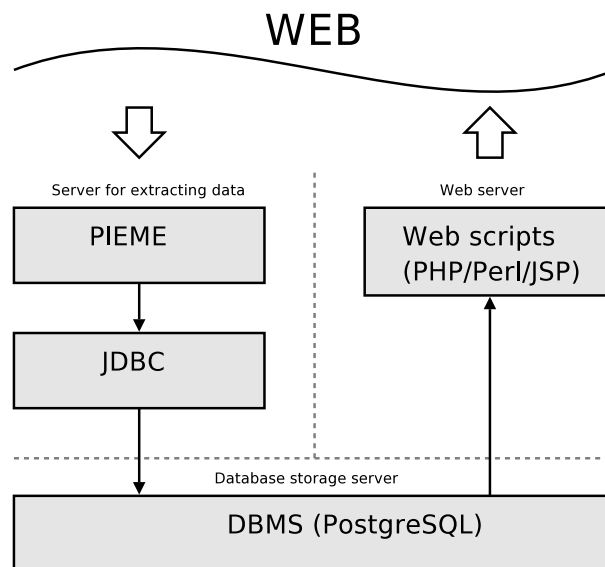 WEB
Server for extracting data
PIEME
JDBC
Web server
Web scripts
(PHP/Perl/JSP)
Database storage server
DBMS (PostgreSQL)